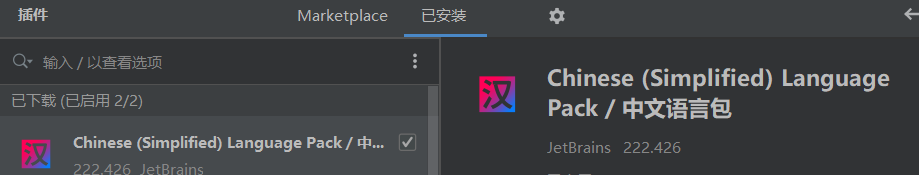 插件
Marketplace
已安装
输入 / 以查看选项
已下载 (已启用 2/2)
汉
Chinese (Simplified) Language Pack / 中...
222.426 JetBrains
汉
Chinese (Simplified) Language
Pack / 中文语言包
JetBrains 222.426